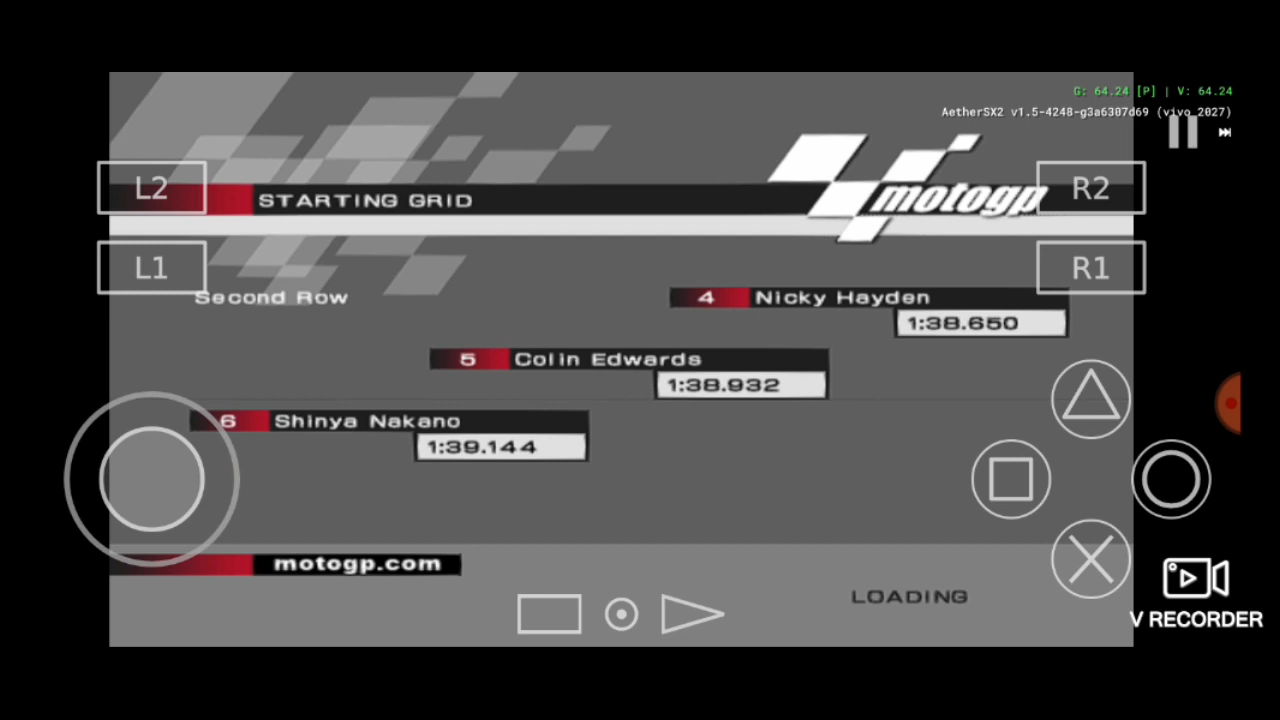 G: 64.24 [P] | V: 64.24
AetherSX2 v1.5-4248-g3a6307d69 (vivo 2027)
L2
STARTING GRID
motogp
R2
L1
R1
Second Row
4 Nicky Hayden
1:38.650
5 Colin Edwards
1:38.932
6 Shinya Nakano
1:39.144
motogp.com
LOADING
V RECORDER